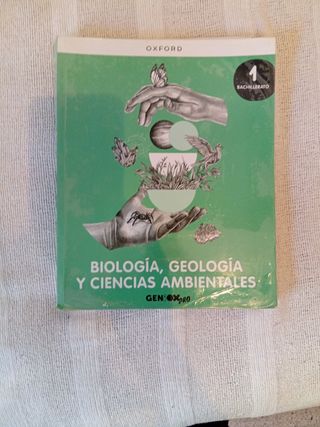 OXFORD
1
BACHILLERATO
BIOLOGÍA, GEOLOGÍA
Y CIENCIAS AMBIENTALES
GENiOX PRO